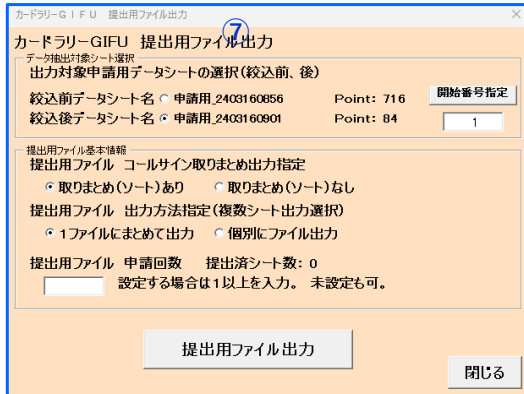 カードラリーGIFU 提出用ファイル出力
⑦
カードラリーGIFU 提出用ファイル出力
データ抽出対象シート選択
出力対象申請用データシートの選択(絞込前、後)
絞込前データシート名 申請用_2403160856 Point: 716 開始番号指定
絞込後データシート名 申請用_2403160901 Point: 84 1
提出用ファイル基本情報
提出用ファイル コールサイン取りまとめ出力指定
取りまとめ(ソート)あり 取りまとめ(ソート)なし
提出用ファイル 出力方法指定(複数シート出力選択)
1ファイルにまとめて出力 個別にファイル出力
提出用ファイル 申請回数 提出済シート数: 0
設定する場合は1以上を入力。 未設定も可。
提出用ファイル出力
閉じる